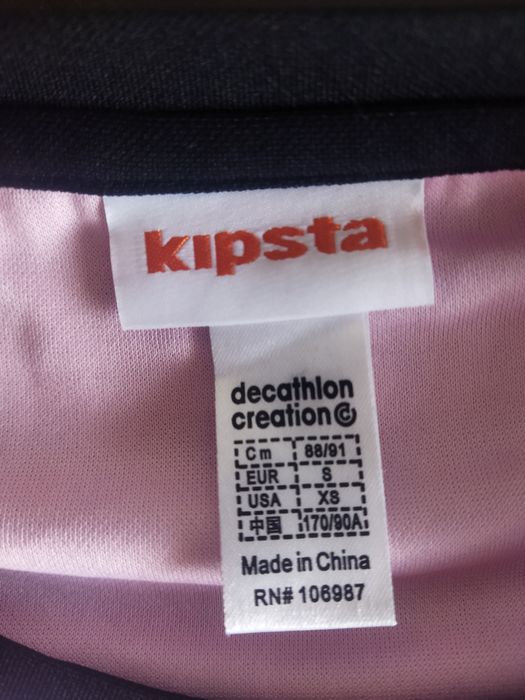 kipsta
decathlon
creation
Cm 88/91
EUR S
USA XS
中国 170/90A
Made in China
RN# 106987